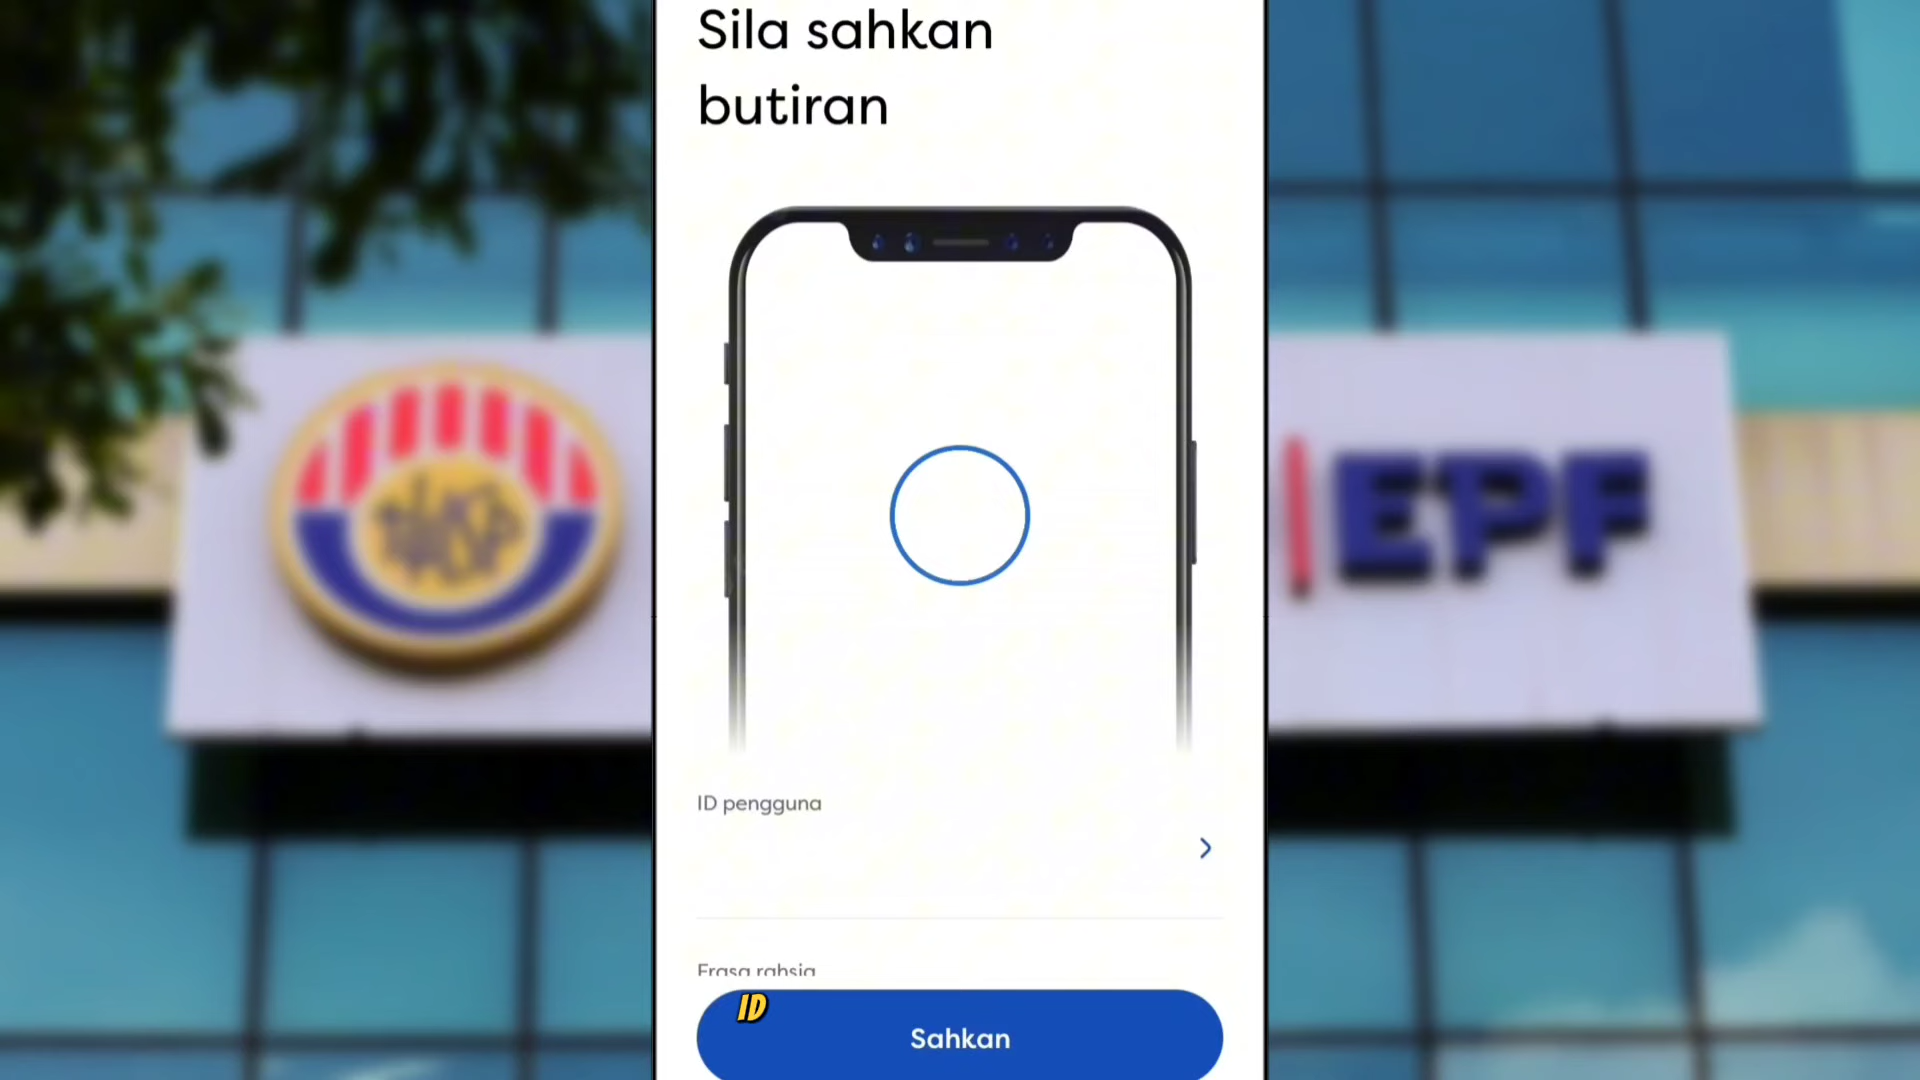 Sila sahkan
butiran
EPF
ID pengguna
Frasa rahsia
ID
Sahkan